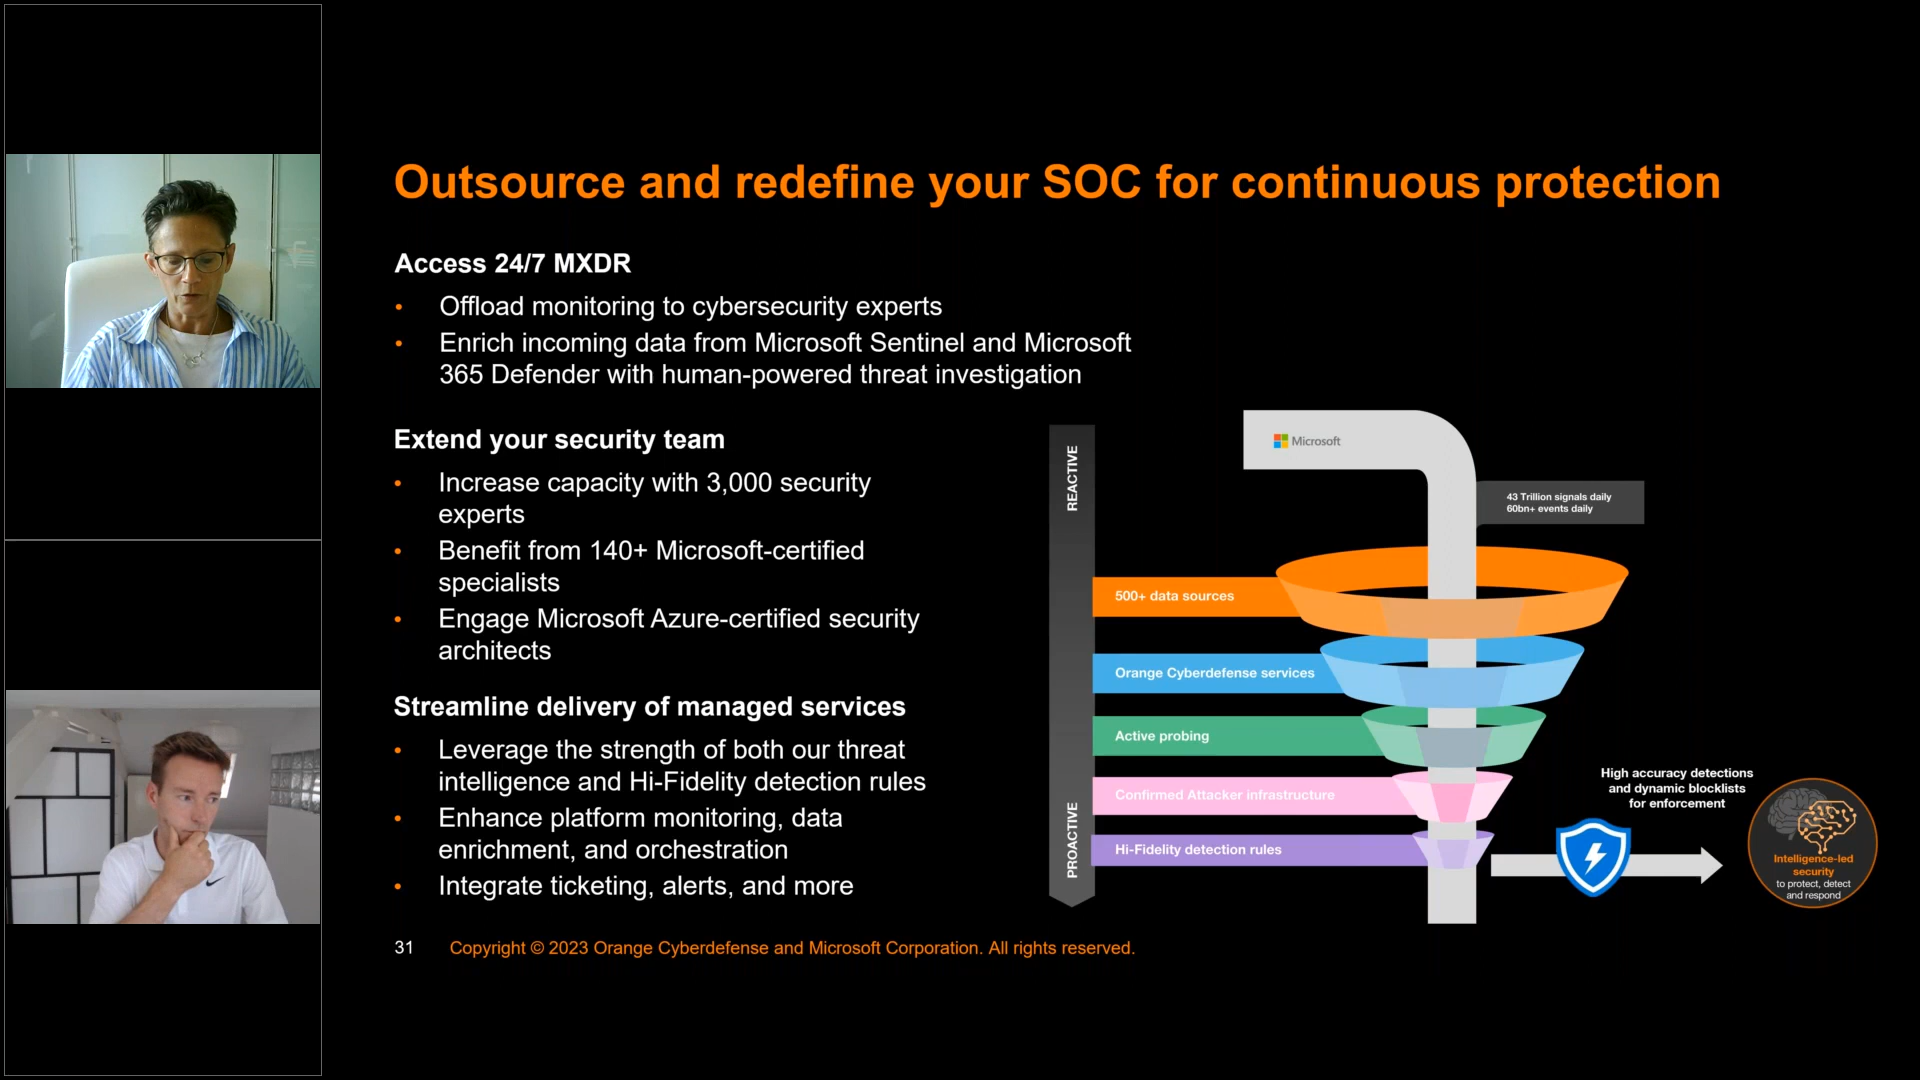 Outsource and redefine your SOC for continuous protection
Access 24/7 MXDR
• Offload monitoring to cybersecurity experts
• Enrich incoming data from Microsoft Sentinel and Microsoft
365 Defender with human-powered threat investigation
Extend your security team
• Increase capacity with 3,000 security
experts
• Benefit from 140+ Microsoft-certified
specialists
• Engage Microsoft Azure-certified security
architects
Streamline delivery of managed services
• Leverage the strength of both our threat
intelligence and Hi-Fidelity detection rules
• Enhance platform monitoring, data
enrichment, and orchestration
• Integrate ticketing, alerts, and more
REACTIVE
PROACTIVE
Microsoft
43 Trillion signals daily
60bn+ events daily
500+ data sources
Orange Cyberdefense services
Active probing
Confirmed Attacker infrastructure
Hi-Fidelity detection rules
High accuracy detections
and dynamic blocklists
for enforcement
Intelligence-led
security
to protect, detect
and respond
31 Copyright © 2023 Orange Cyberdefense and Microsoft Corporation. All rights reserved.